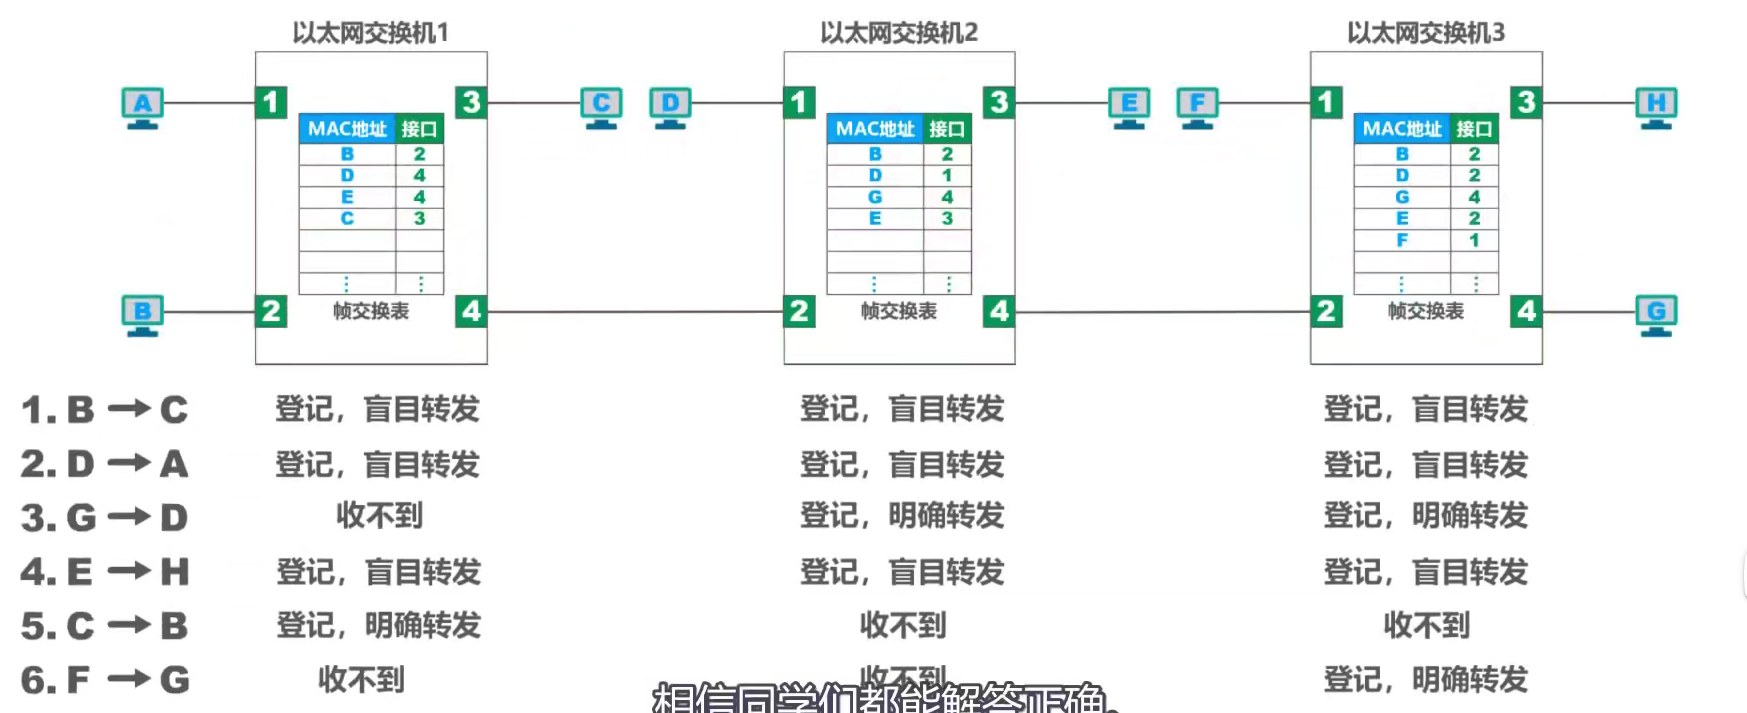 以太网交换机1 以太网交换机2 以太网交换机3
A 1 3 C D 1 3 E F 1 3 H
MAC地址 接口 MAC地址 接口 MAC地址 接口
B 2 B 2 B 2
D 4 D 1 D 2
E 4 G 4 G 4
C 3 E 3 E 2
F 1
⋮ ⋮ ⋮ ⋮ ⋮ ⋮
B 2 帧交换表 4 2 帧交换表 4 2 帧交换表 4 G
1. B → C 登记，盲目转发 登记，盲目转发 登记，盲目转发
2. D → A 登记，盲目转发 登记，盲目转发 登记，盲目转发
3. G → D 收不到 登记，明确转发 登记，明确转发
4. E → H 登记，盲目转发 登记，盲目转发 登记，盲目转发
5. C → B 登记，明确转发 收不到 收不到
6. F → G 收不到 收不到 登记，明确转发
相信同学们都能解答正确.